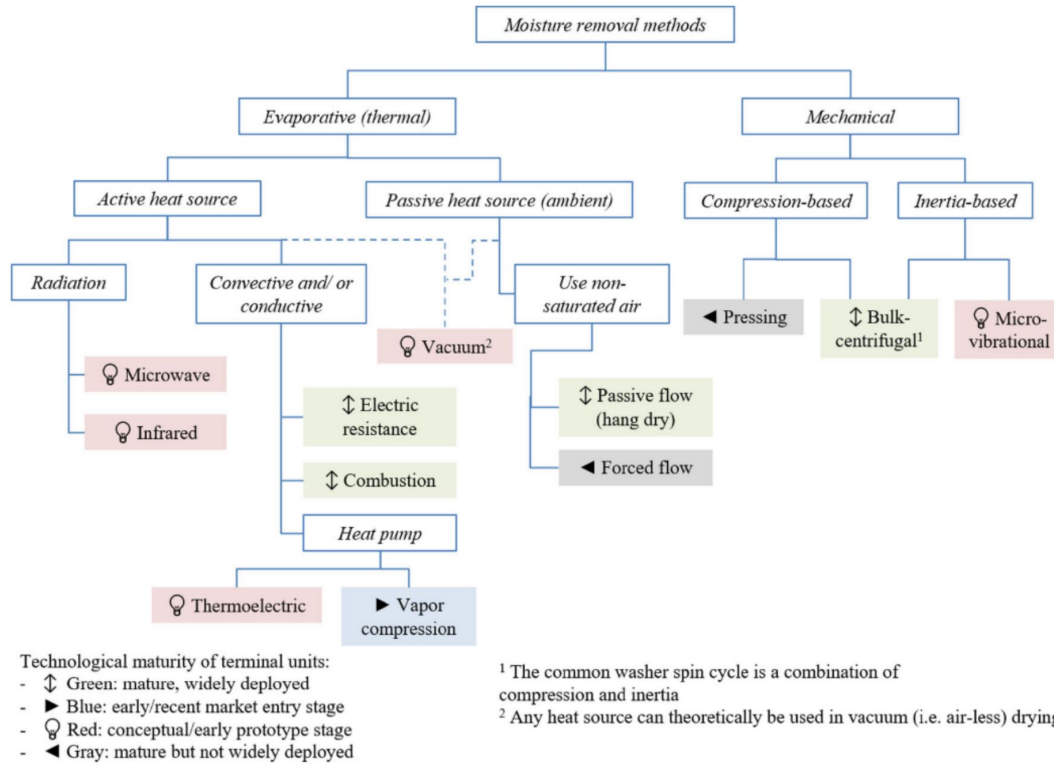 Moisture removal methods
Evaporative (thermal)
Mechanical
Active heat source
Passive heat source (ambient)
Compression-based
Inertia-based
Radiation
Convective and/ or
conductive
Use non-
saturated air
Vacuum²
◄ Pressing
↕ Bulk-
centrifugal¹
Micro-
vibrational
Microwave
Infrared
↕ Electric
resistance
↕ Combustion
↕ Passive flow
(hang dry)
◄ Forced flow
Heat pump
Thermoelectric
► Vapor
compression
Technological maturity of terminal units:
- ↕ Green: mature, widely deployed
- ► Blue: early/recent market entry stage
- Red: conceptual/early prototype stage
- ◄ Gray: mature but not widely deployed
¹ The common washer spin cycle is a combination of
compression and inertia
² Any heat source can theoretically be used in vacuum (i.e. air-less) drying